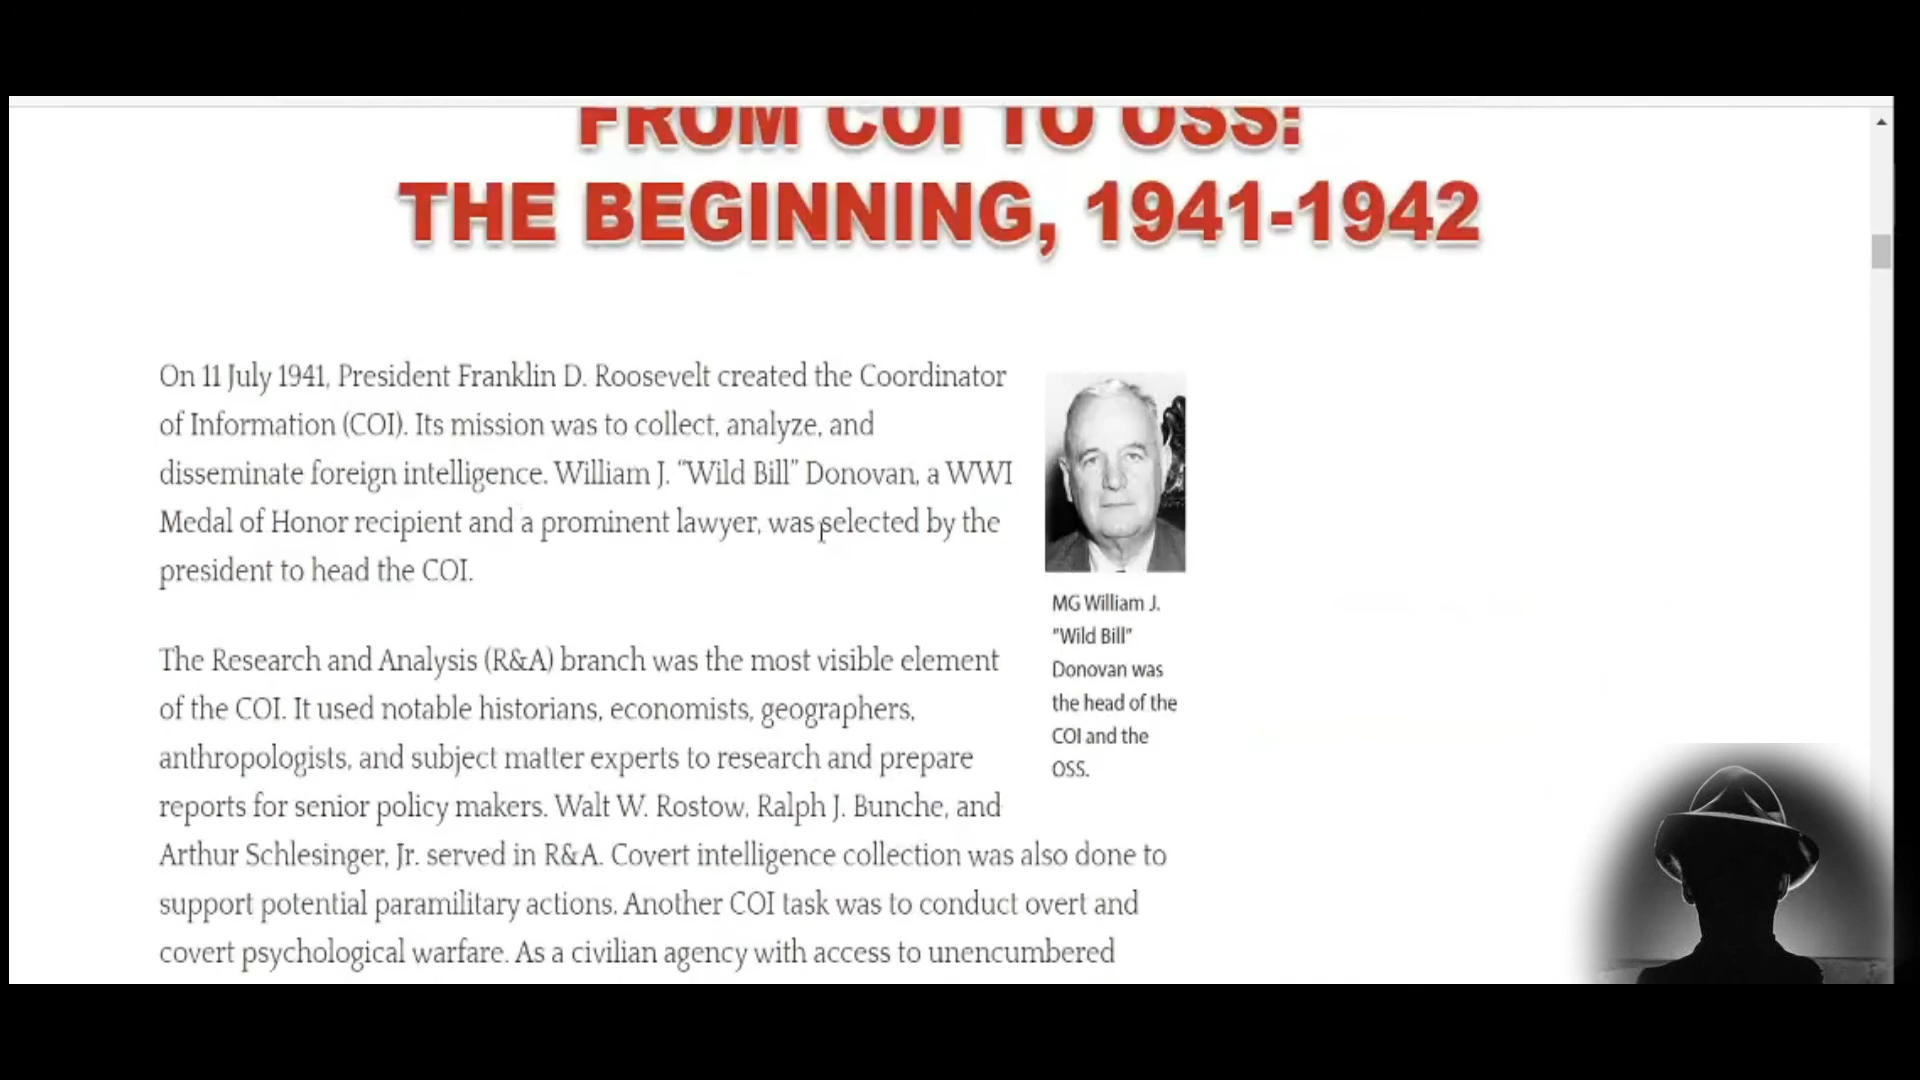 FROM COI TO OSS:
THE BEGINNING, 1941-1942
On 11 July 1941, President Franklin D. Roosevelt created the Coordinator
of Information (COI). Its mission was to collect, analyze, and
disseminate foreign intelligence. William J. “Wild Bill” Donovan, a WWI
Medal of Honor recipient and a prominent lawyer, was selected by the
president to head the COI.
MG William J.
“Wild Bill”
Donovan was
the head of the
COI and the
OSS.
The Research and Analysis (R&A) branch was the most visible element
of the COI. It used notable historians, economists, geographers,
anthropologists, and subject matter experts to research and prepare
reports for senior policy makers. Walt W. Rostow, Ralph J. Bunche, and
Arthur Schlesinger, Jr. served in R&A. Covert intelligence collection was also done to
support potential paramilitary actions. Another COI task was to conduct overt and
covert psychological warfare. As a civilian agency with access to unencumbered